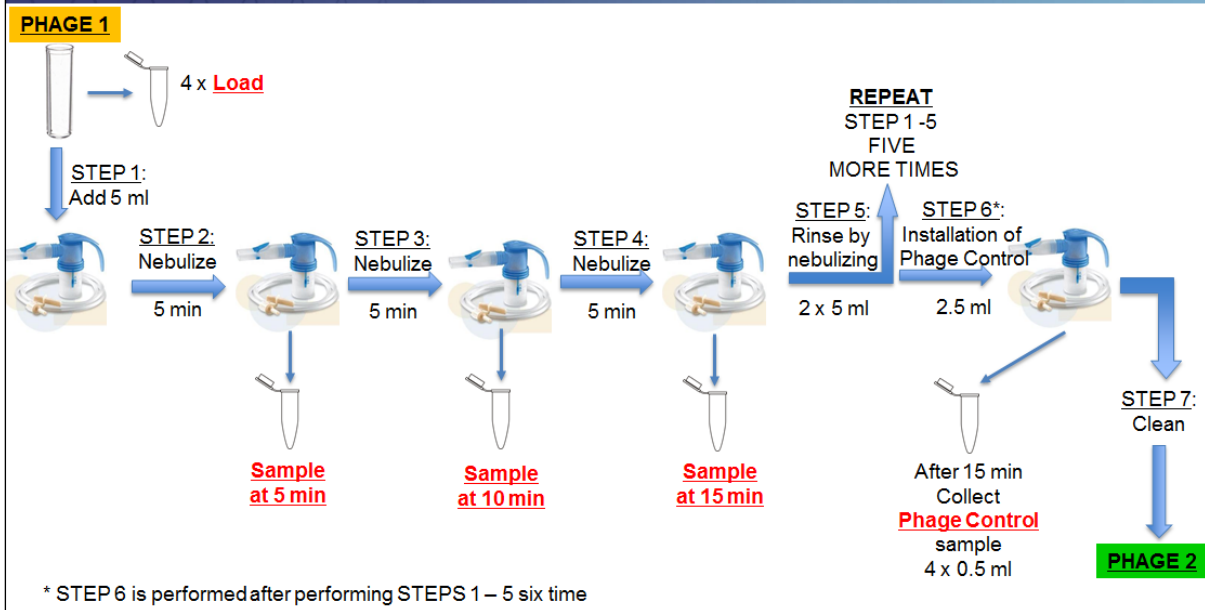 PHAGE 1
4 x Load
STEP 1:
Add 5 ml
STEP 2:
Nebulize
5 min
Sample
at 5 min
STEP 3:
Nebulize
5 min
Sample
at 10 min
STEP 4:
Nebulize
5 min
Sample
at 15 min
STEP 5:
Rinse by
nebulizing
2 x 5 ml
REPEAT
STEP 1 -5
FIVE
MORE TIMES
STEP 6*:
Installation of
Phage Control
2.5 ml
After 15 min
Collect
Phage Control
sample
4 x 0.5 ml
STEP 7:
Clean
PHAGE 2
* STEP 6 is performed after performing STEPS 1 – 5 six time